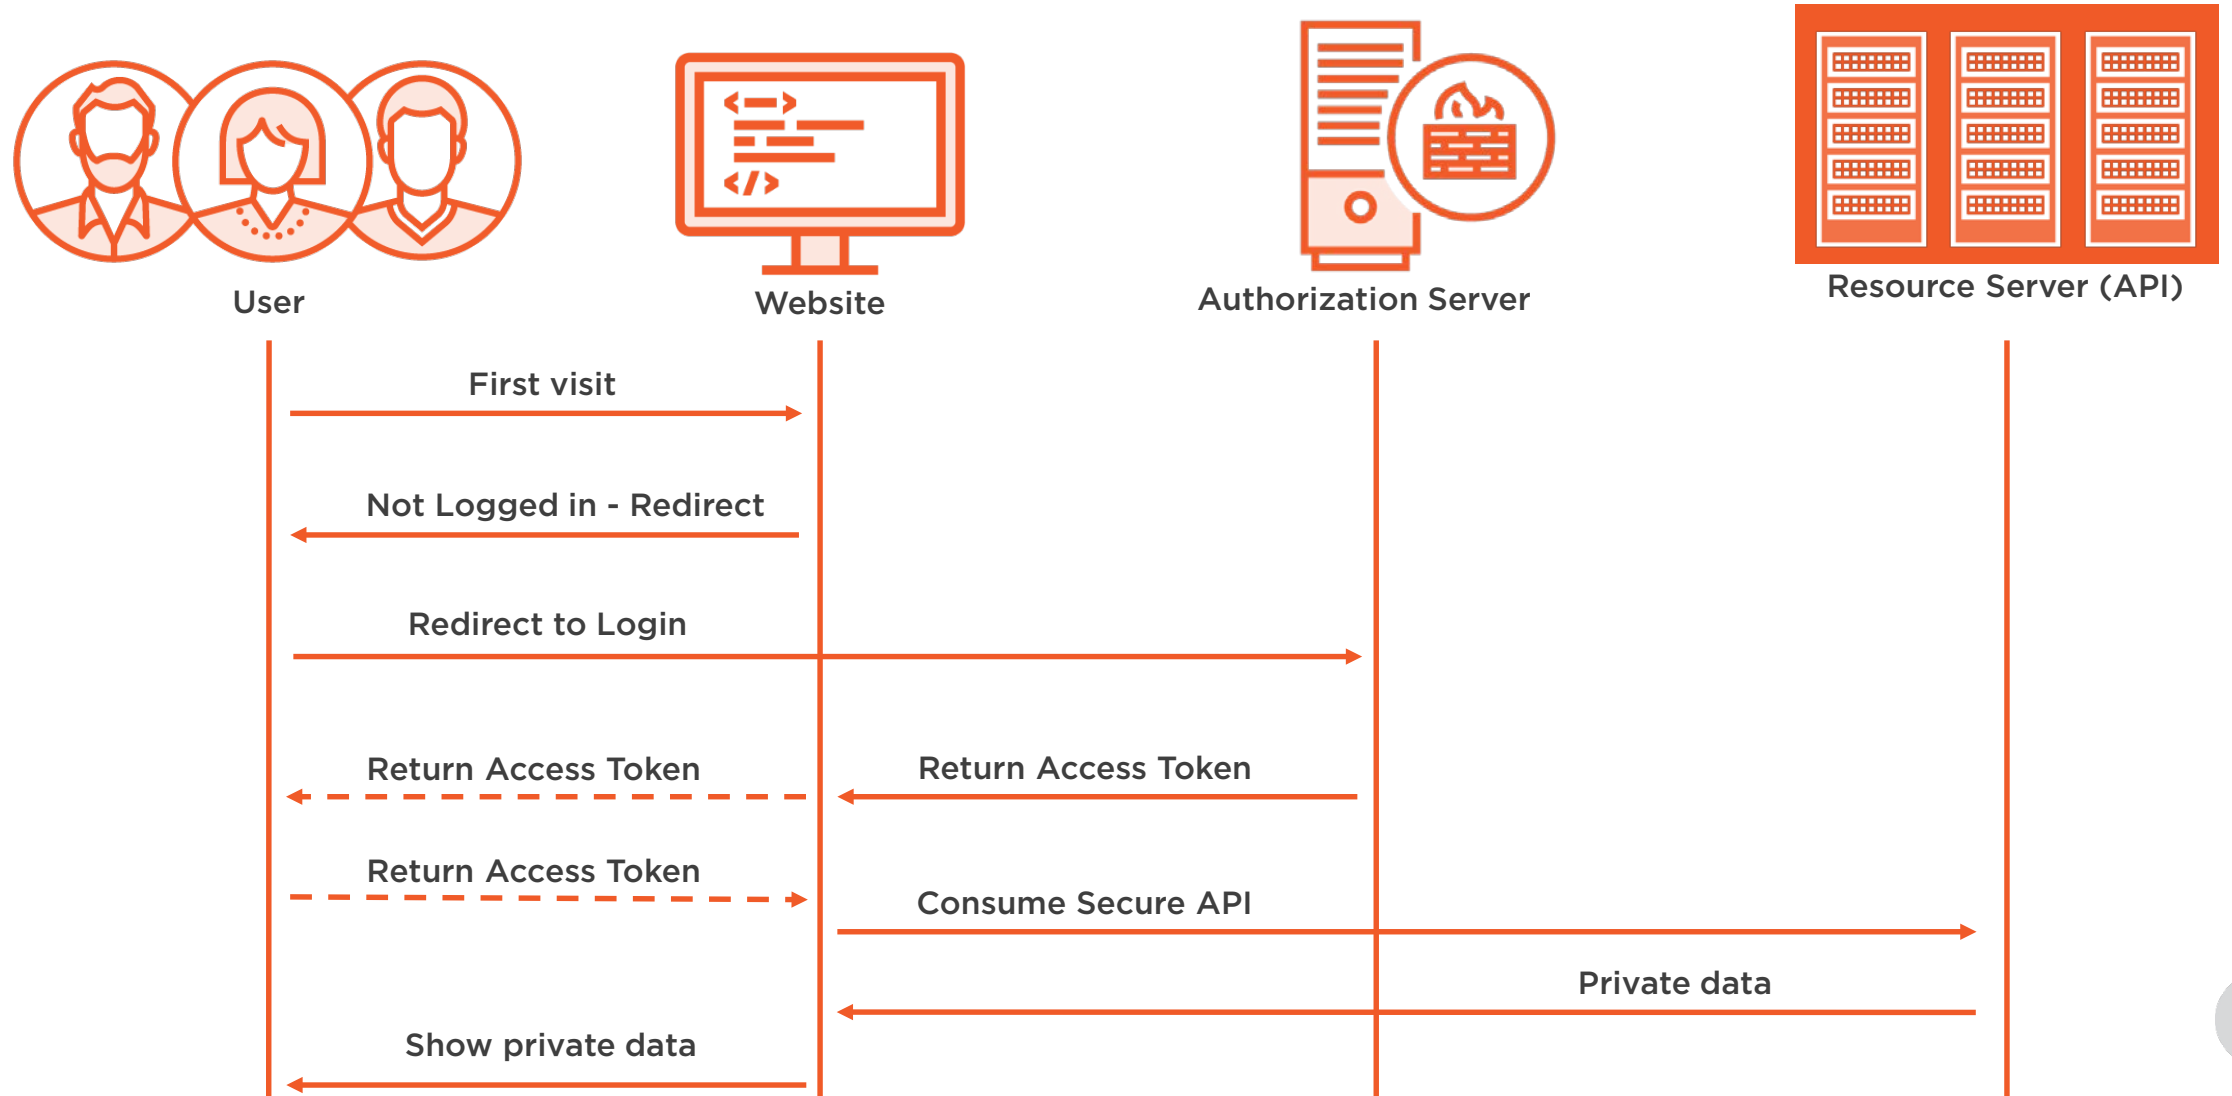 User
Website
Authorization Server
Resource Server (API)
First visit
Not Logged in - Redirect
Redirect to Login
Return Access Token
Return Access Token
Return Access Token
Consume Secure API
Private data
Show private data